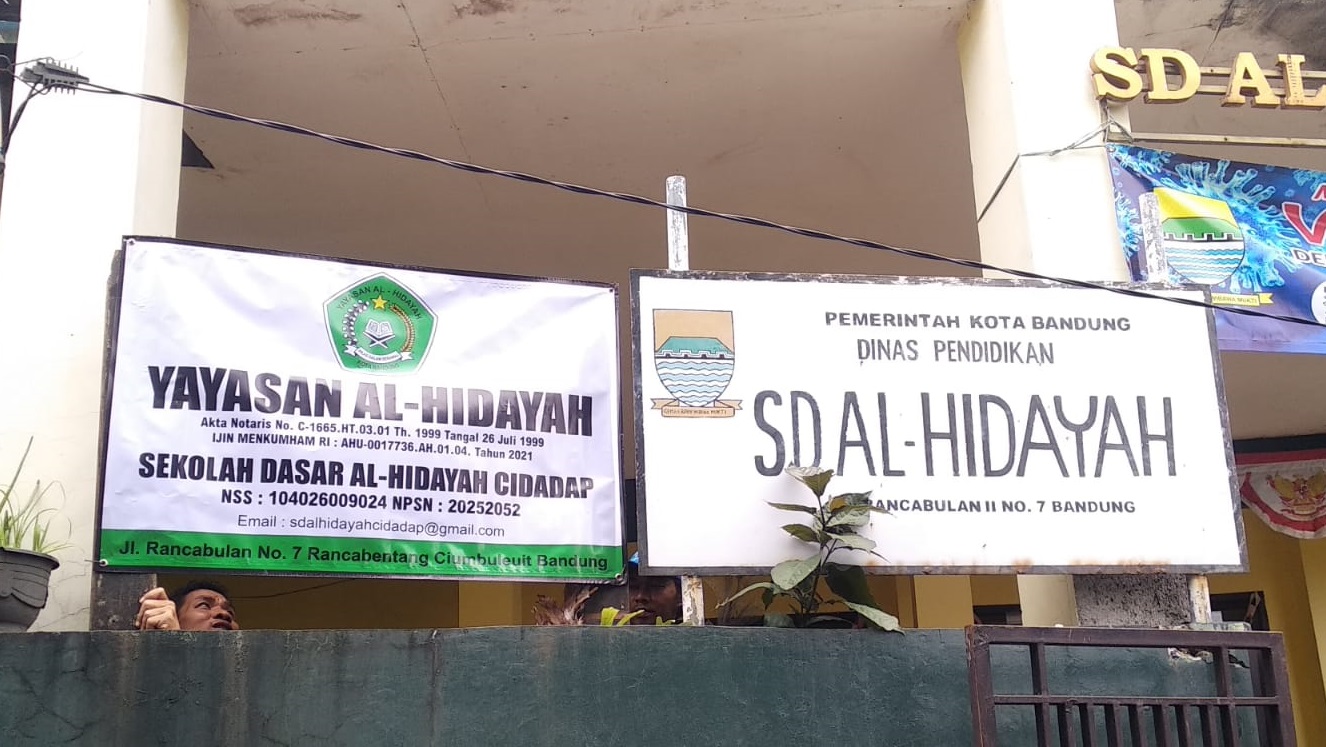 YAYASAN AL-HIDAYAH
YAYASAN AL-HIDAYAH
Akta Notaris No. C-1665.HT.03.01 Th. 1999 Tangal 26 Juli 1999
IJIN MENKUMHAM RI : AHU-0017736.AH.01.04. Tahun 2021
SEKOLAH DASAR AL-HIDAYAH CIDADAP
NSS : 104026009024 NPSN : 20252052
Email : sdalhidayahcidadap@gmail.com
Jl. Rancabulan No. 7 Rancabentang Ciumbuleuit Bandung
PEMERINTAH KOTA BANDUNG
DINAS PENDIDIKAN
SD AL-HIDAYAH
RANCABULAN II NO. 7 BANDUNG
SD AL